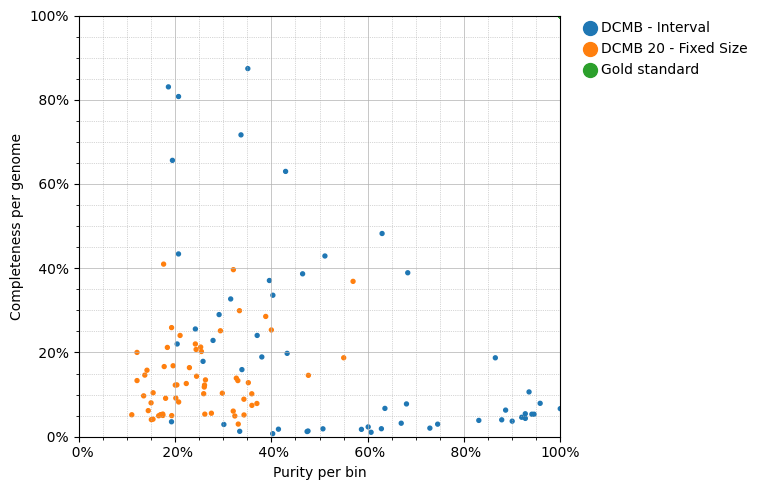 100%
80%
60%
40%
20%
0%
Completeness per genome
0%
20%
40%
60%
80%
100%
Purity per bin
DCMB - Interval
DCMB 20 - Fixed Size
Gold standard